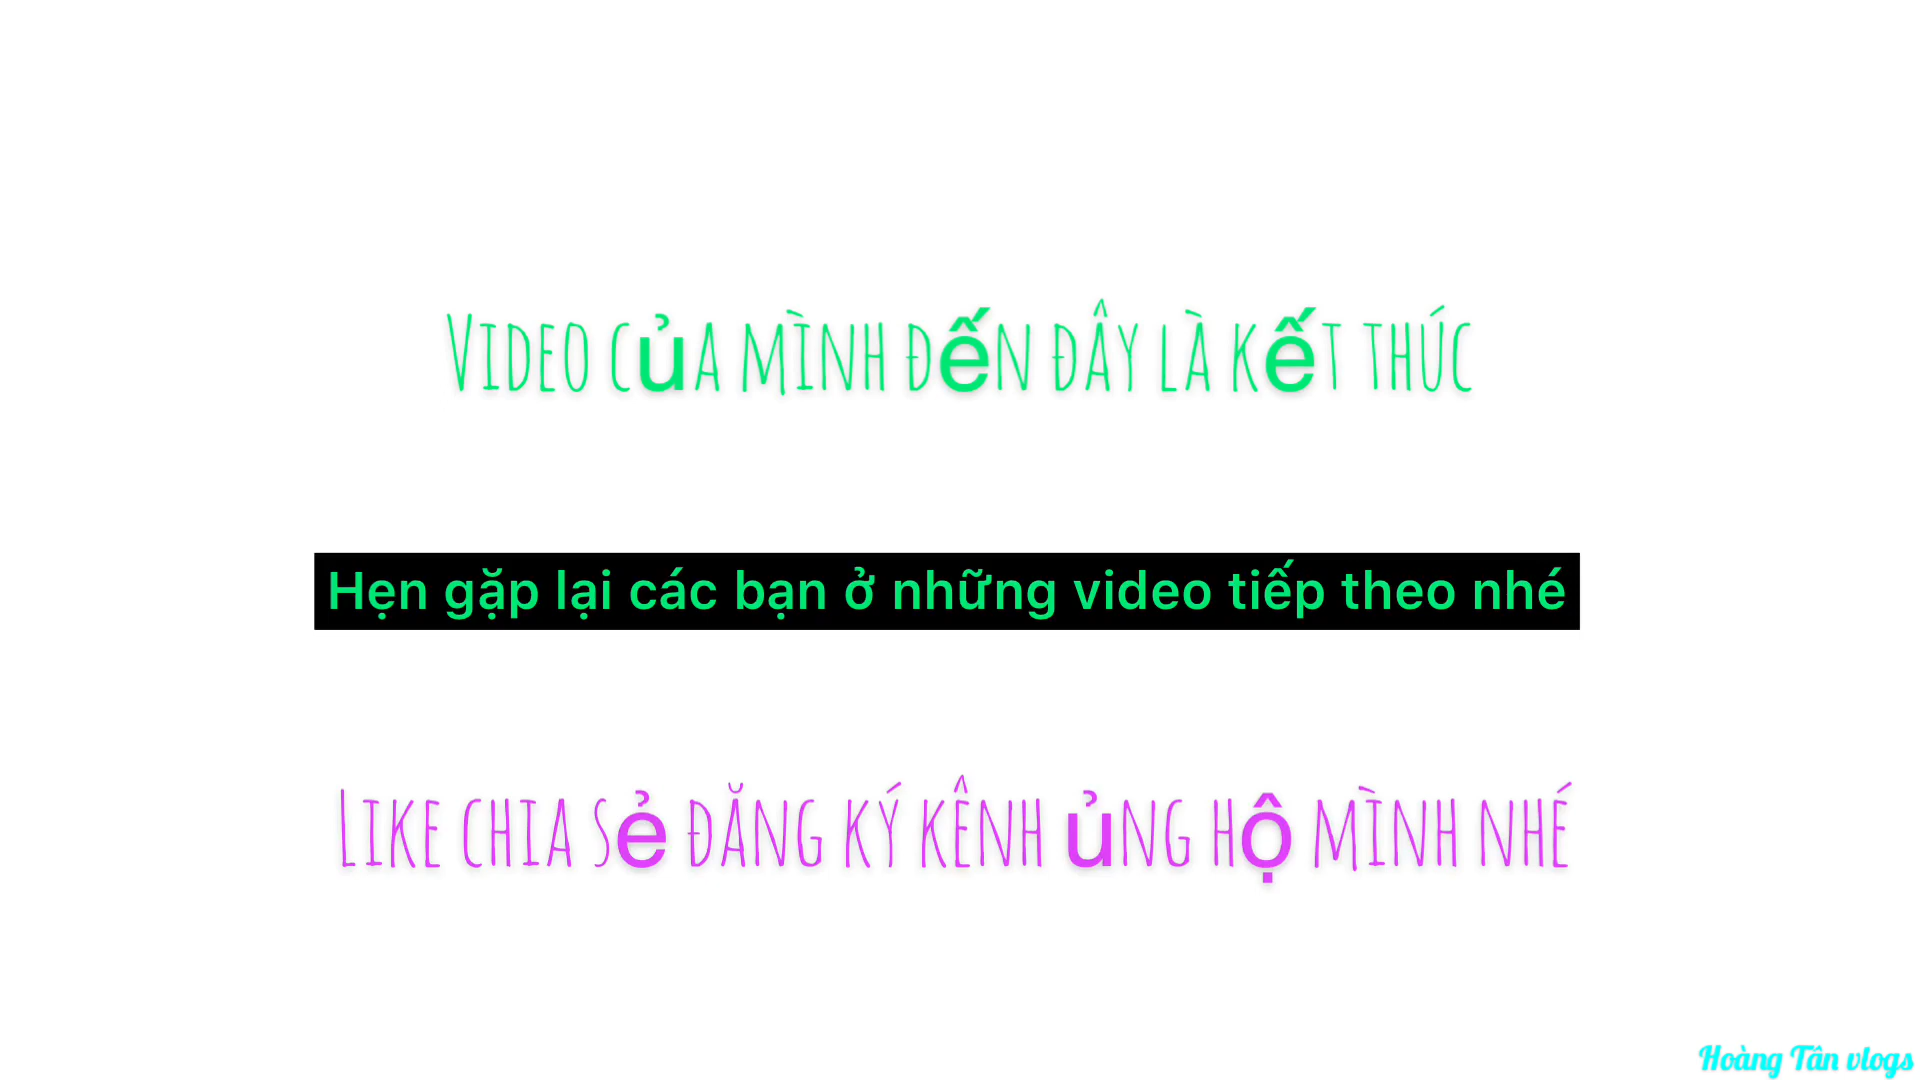 Video của mình đến đây là kết thúc
Hẹn gặp lại các bạn ở những video tiếp theo nhé
Like chia sẻ đăng ký kênh ủng hộ mình nhé
Hoàng Tân vlogs